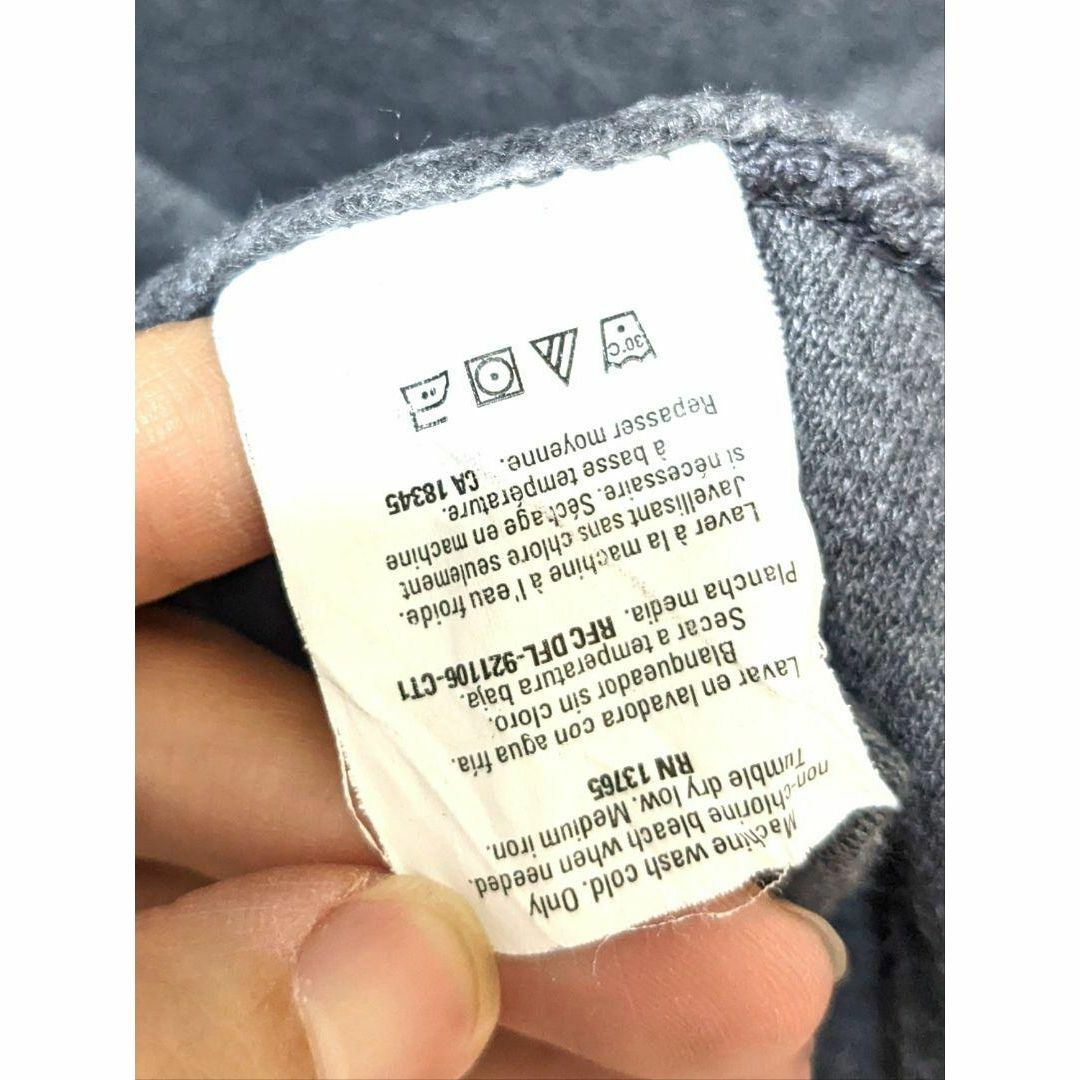 Machine wash cold. Only
non-chlorine bleach when needed.
Tumble dry low. Medium iron.
RN 13765
Lavar en lavadora con agua fría.
Blanqueador sin cloro.
Secar a temperatura baja.
Plancha media. RFC DFL-921106-CT1
Laver à la machine à l'eau froide.
Javellisant sans chlore seulement
si nécessaire. Séchage en machine
à basse température.
Repasser moyenne. CA 18345
30°C